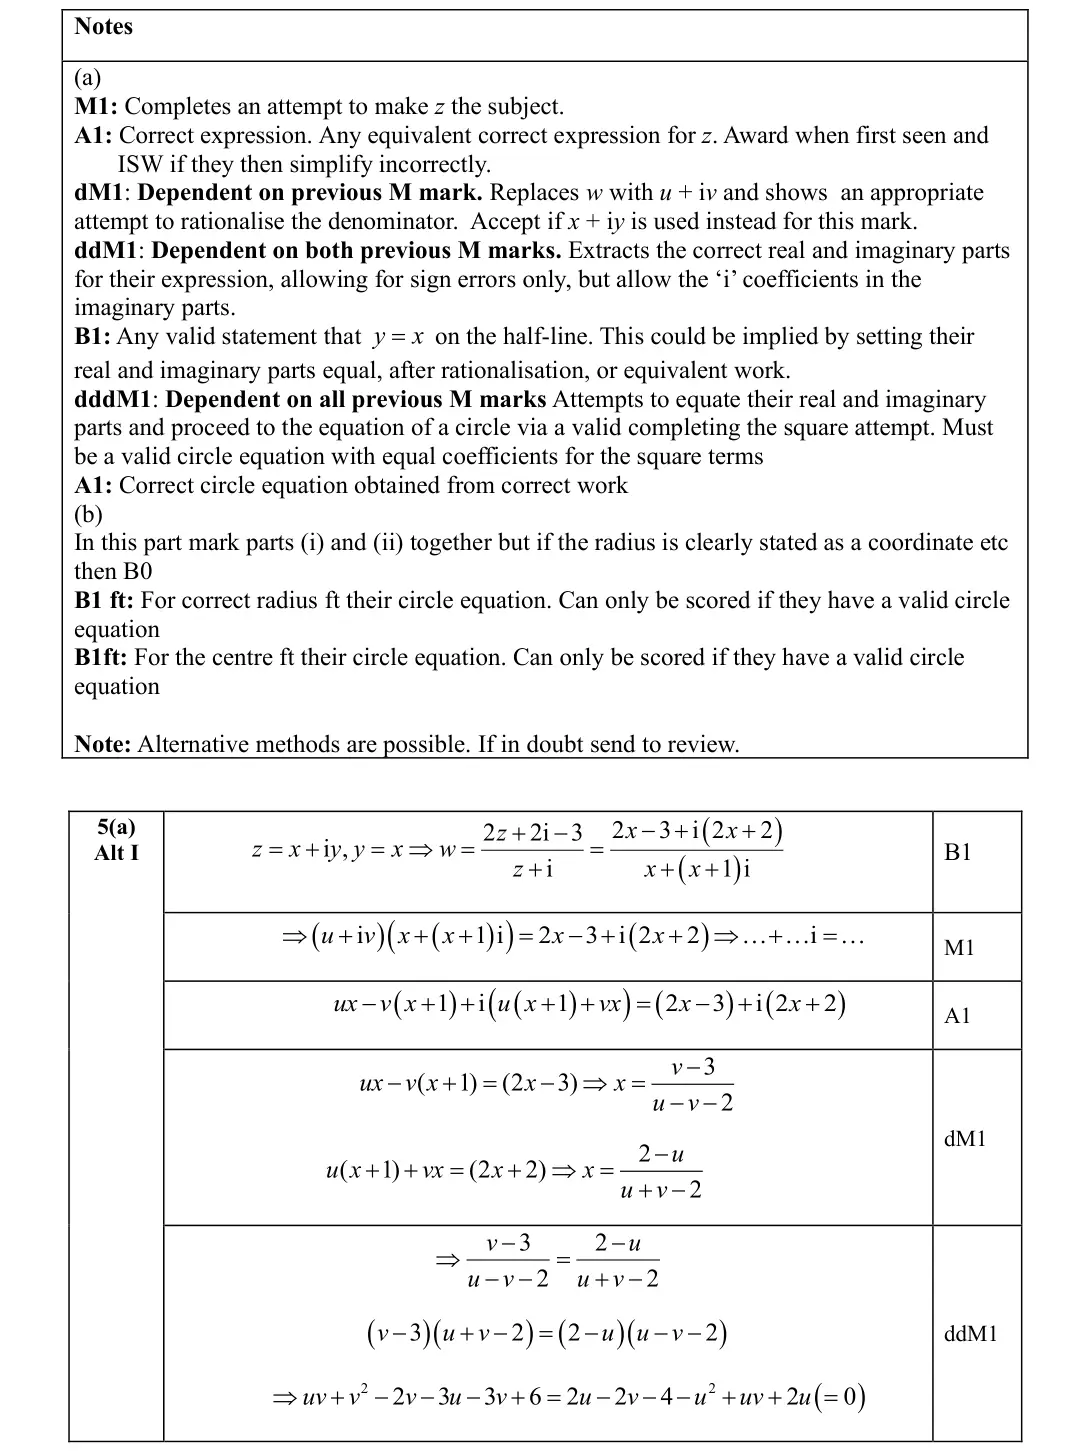 Notes
(a)
M1: Completes an attempt to make z the subject.
A1: Correct expression. Any equivalent correct expression for z. Award when first seen and
ISW if they then simplify incorrectly.
dM1: Dependent on previous M mark. Replaces w with u + iv and shows an appropriate
attempt to rationalise the denominator. Accept if x + iy is used instead for this mark.
ddM1: Dependent on both previous M marks. Extracts the correct real and imaginary parts
for their expression, allowing for sign errors only, but allow the ‘i’ coefficients in the
imaginary parts.
B1: Any valid statement that y = x on the half-line. This could be implied by setting their
real and imaginary parts equal, after rationalisation, or equivalent work.
dddM1: Dependent on all previous M marks Attempts to equate their real and imaginary
parts and proceed to the equation of a circle via a valid completing the square attempt. Must
be a valid circle equation with equal coefficients for the square terms
A1: Correct circle equation obtained from correct work
(b)
In this part mark parts (i) and (ii) together but if the radius is clearly stated as a coordinate etc
then B0
B1 ft: For correct radius ft their circle equation. Can only be scored if they have a valid circle
equation
B1ft: For the centre ft their circle equation. Can only be scored if they have a valid circle
equation
Note: Alternative methods are possible. If in doubt send to review.
5(a)
Alt I
z = x + iy, y = x ⇒ w = (2z + 2i − 3)/(z + i) = (2x − 3 + i(2x + 2))/(x + (x + 1)i)
B1
⇒ (u + iv)(x + (x + 1)i) = 2x − 3 + i(2x + 2) ⇒ … + …i = …
M1
ux − v(x + 1) + i(u(x + 1) + vx) = (2x − 3) + i(2x + 2)
A1
ux − v(x + 1) = (2x − 3) ⇒ x = (v − 3)/(u − v − 2)
u(x + 1) + vx = (2x + 2) ⇒ x = (2 − u)/(u + v − 2)
dM1
⇒ (v − 3)/(u − v − 2) = (2 − u)/(u + v − 2)
(v − 3)(u + v − 2) = (2 − u)(u − v − 2)
⇒ uv + v² − 2v − 3u − 3v + 6 = 2u − 2v − 4 − u² + uv + 2u (= 0)
ddM1